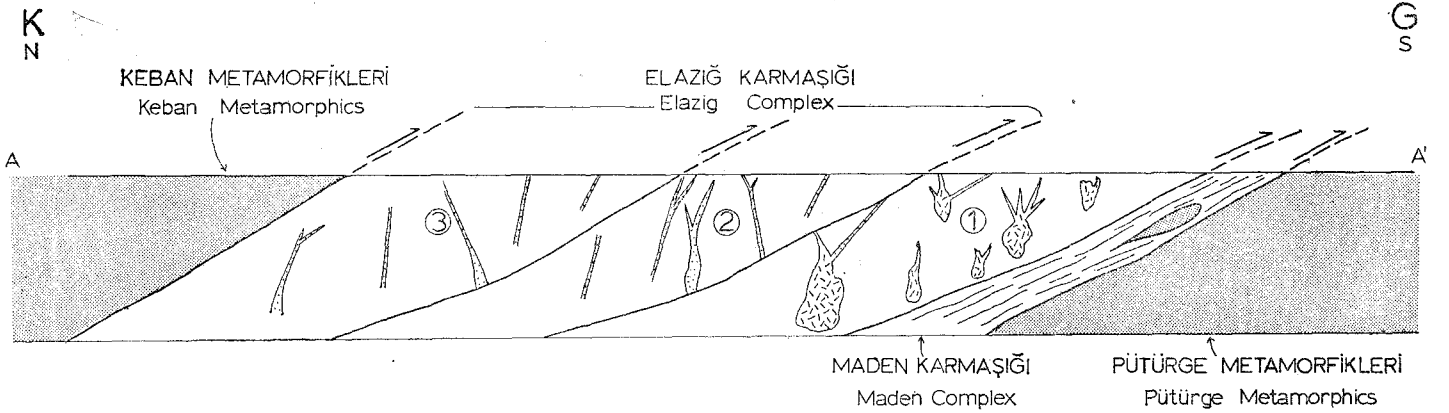 K
N
G
S
KEBAN METAMORFİKLERİ
Keban Metamorphics
ELAZIĞ KARMAŞIĞI
Elazig Complex
A
A'
3
2
1
MADEN KARMAŞIĞI
Maden Complex
PÜTÜRGE METAMORFİKLERİ
Pütürge Metamorphics